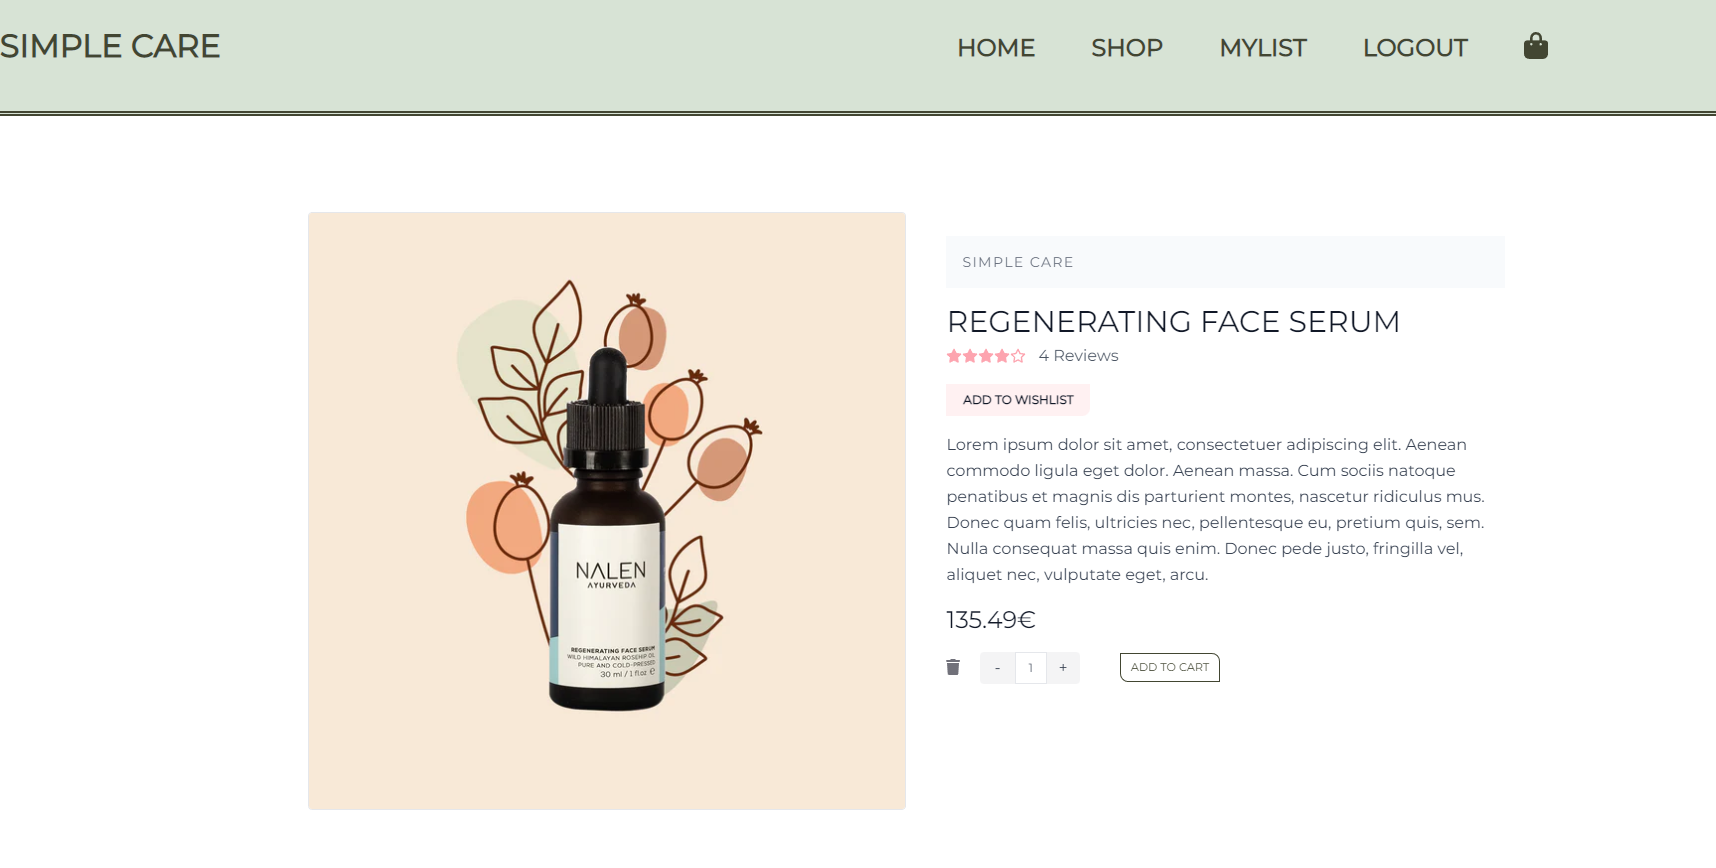 SIMPLE CARE
HOME SHOP MYLIST LOGOUT
NALEN
AYURVEDA
REGENERATING FACE SERUM
WILD HIMALAYAN ROSEHIP OIL
PURE AND COLD-PRESSED
30 ml / 1 fl oz ℮
SIMPLE CARE
REGENERATING FACE SERUM
4 Reviews
ADD TO WISHLIST
Lorem ipsum dolor sit amet, consectetuer adipiscing elit. Aenean
commodo ligula eget dolor. Aenean massa. Cum sociis natoque
penatibus et magnis dis parturient montes, nascetur ridiculus mus.
Donec quam felis, ultricies nec, pellentesque eu, pretium quis, sem.
Nulla consequat massa quis enim. Donec pede justo, fringilla vel,
aliquet nec, vulputate eget, arcu.
135.49€
- 1 + ADD TO CART